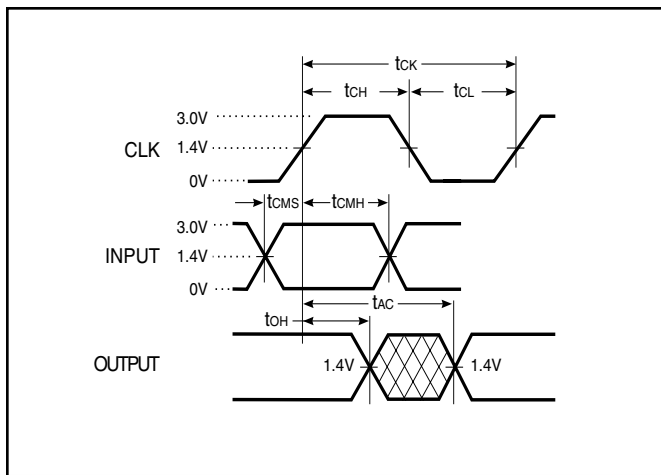 tCK
tCH tCL
3.0V
CLK 1.4V
0V
tCMS tCMH
3.0V
INPUT 1.4V
0V
tAC
tOH
OUTPUT 1.4V 1.4V